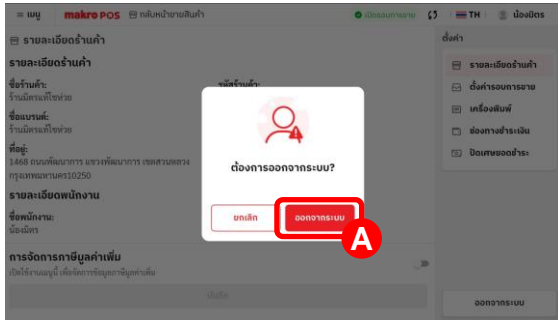 ≡ เมนู makro POS กลับหน้าขายสินค้า เปิดรอบการขาย TH น้องมิตร
รายละเอียดร้านค้า
ตั้งค่า
รายละเอียดร้านค้า
ชื่อร้านค้า: รหัสร้านค้า:
ร้านมิตรแท้โชห่วย
ชื่อแบรนด์:
ร้านมิตรแท้โชห่วย
ที่อยู่:
1468 ถนนพัฒนาการ แขวงพัฒนาการ เขตสวนหลวง
กรุงเทพมหานคร10250
รายละเอียดพนักงาน
ชื่อพนักงาน:
น้องมิตร
การจัดการภาษีมูลค่าเพิ่ม
เปิดใช้งานเมนูนี้ เพื่อจัดการข้อมูลภาษีมูลค่าเพิ่ม
บันทึก
ต้องการออกจากระบบ?
ยกเลิก ออกจากระบบ
A
รายละเอียดร้านค้า
ตั้งค่ารอบการขาย
เครื่องพิมพ์
ช่องทางชำระเงิน
ปัดเศษยอดชำระ
ออกจากระบบ